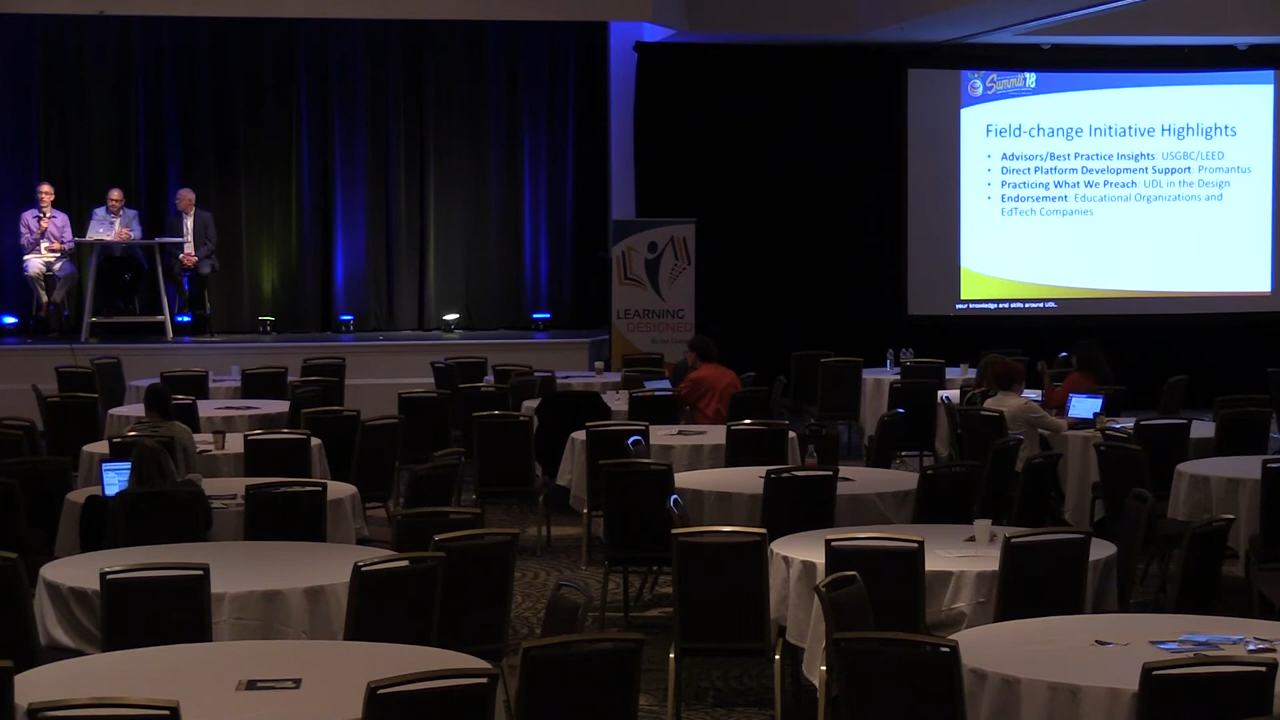 Summit '18
Field-change Initiative Highlights
• Advisors/Best Practice Insights: USGBC/LEED
• Direct Platform Development Support: Promantus
• Practicing What We Preach: UDL in the Design
• Endorsement: Educational Organizations and
EdTech Companies
your knowledge and skills around UDL.
LEARNING
DESIGNED